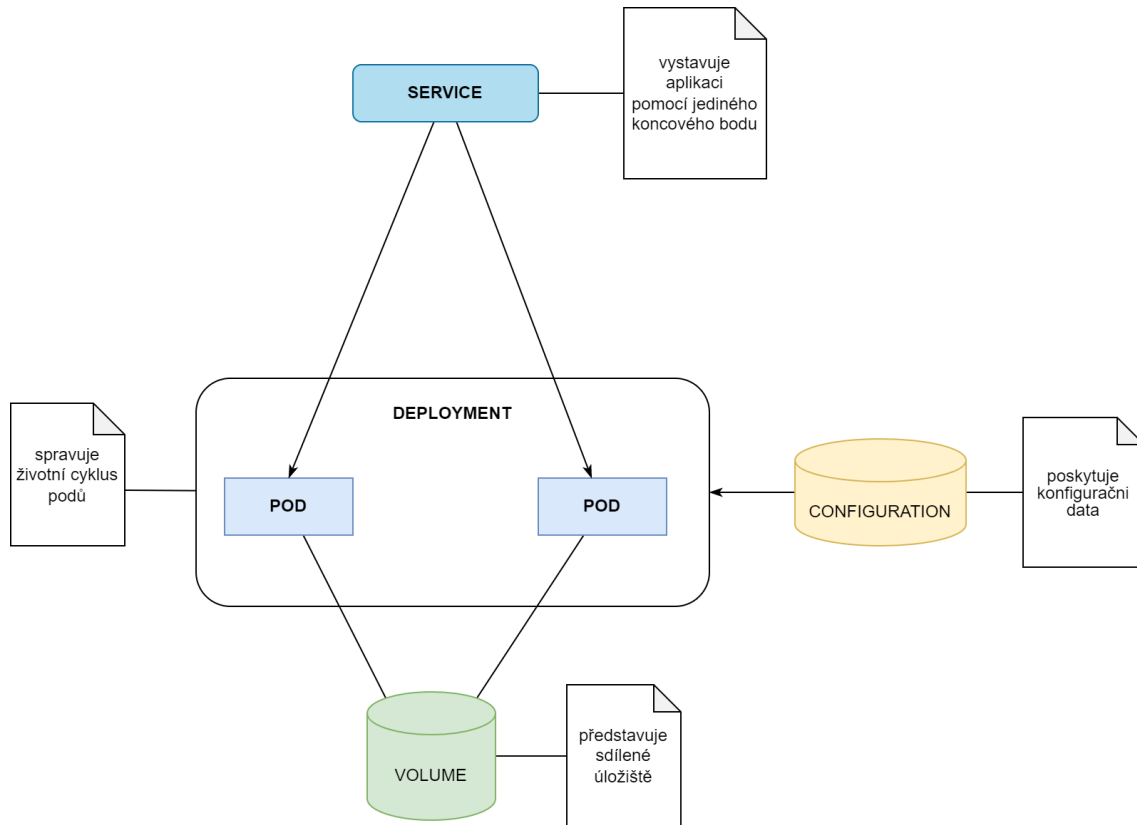 vystavuje
aplikaci
pomocí jediného
koncového bodu
SERVICE
DEPLOYMENT
spravuje
životní cyklus
podů
POD
POD
CONFIGURATION
poskytuje
konfiguračni
data
VOLUME
představuje
sdílené
úložiště